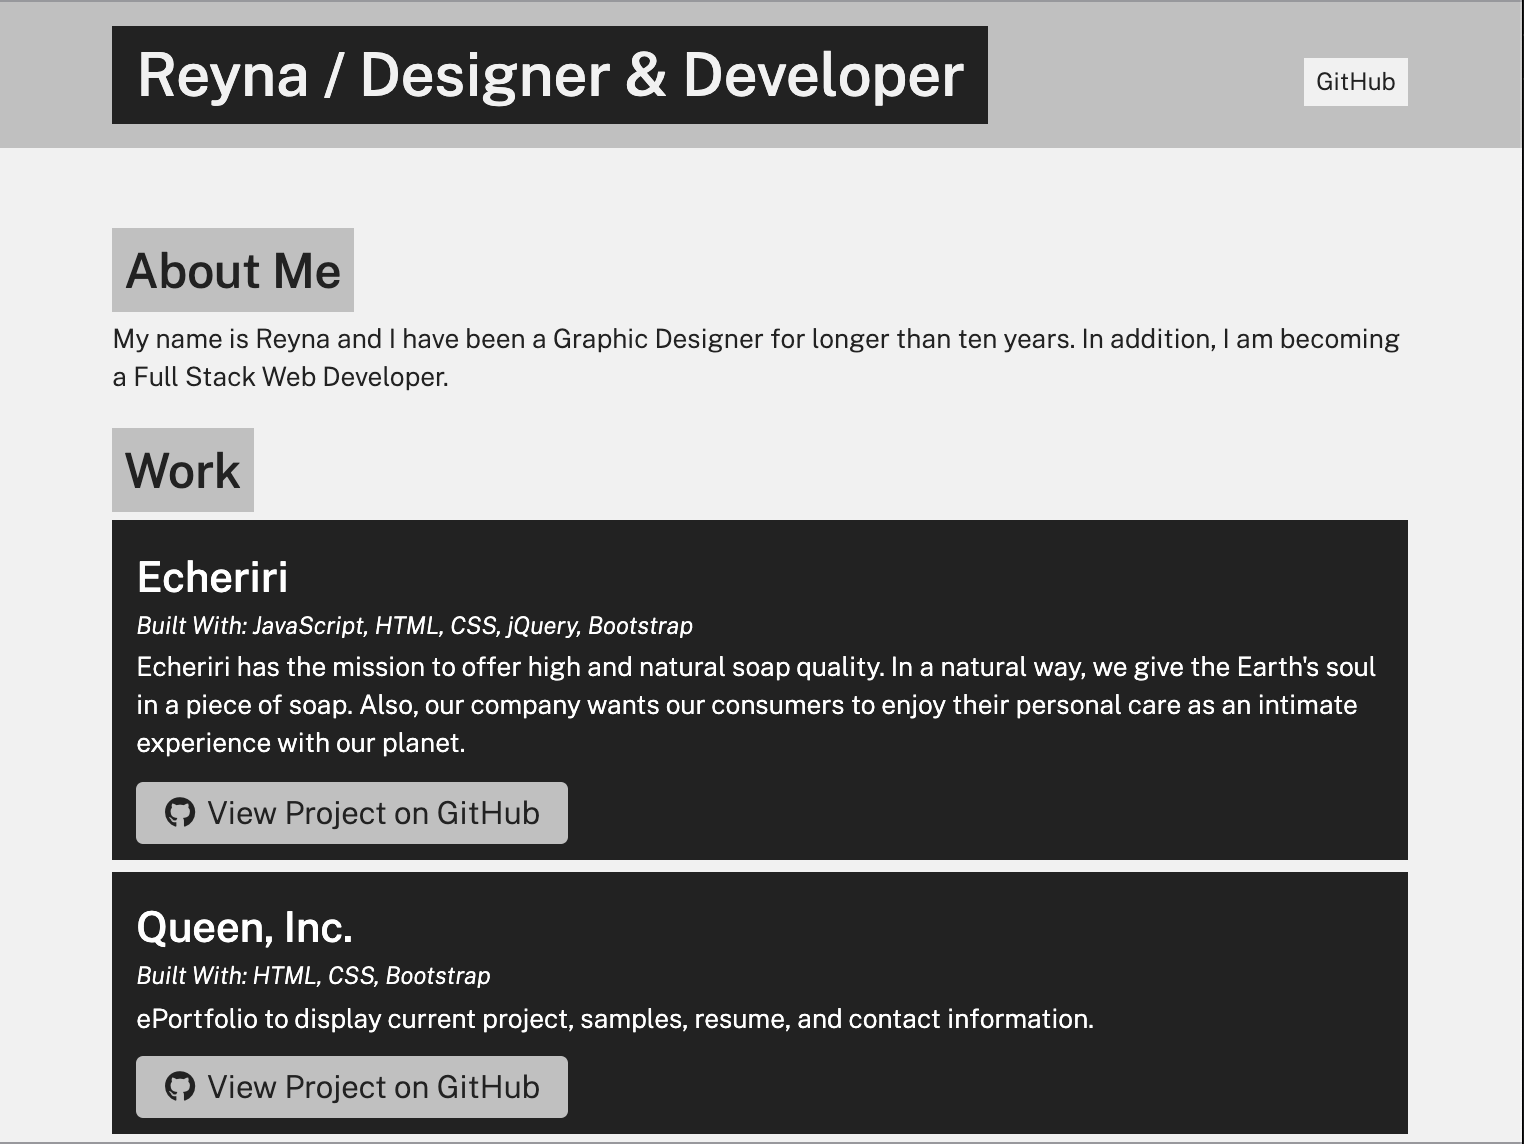 Reyna / Designer & Developer
GitHub
About Me
My name is Reyna and I have been a Graphic Designer for longer than ten years. In addition, I am becoming
a Full Stack Web Developer.
Work
Echeriri
Built With: JavaScript, HTML, CSS, jQuery, Bootstrap
Echeriri has the mission to offer high and natural soap quality. In a natural way, we give the Earth's soul
in a piece of soap. Also, our company wants our consumers to enjoy their personal care as an intimate
experience with our planet.
View Project on GitHub
Queen, Inc.
Built With: HTML, CSS, Bootstrap
ePortfolio to display current project, samples, resume, and contact information.
View Project on GitHub